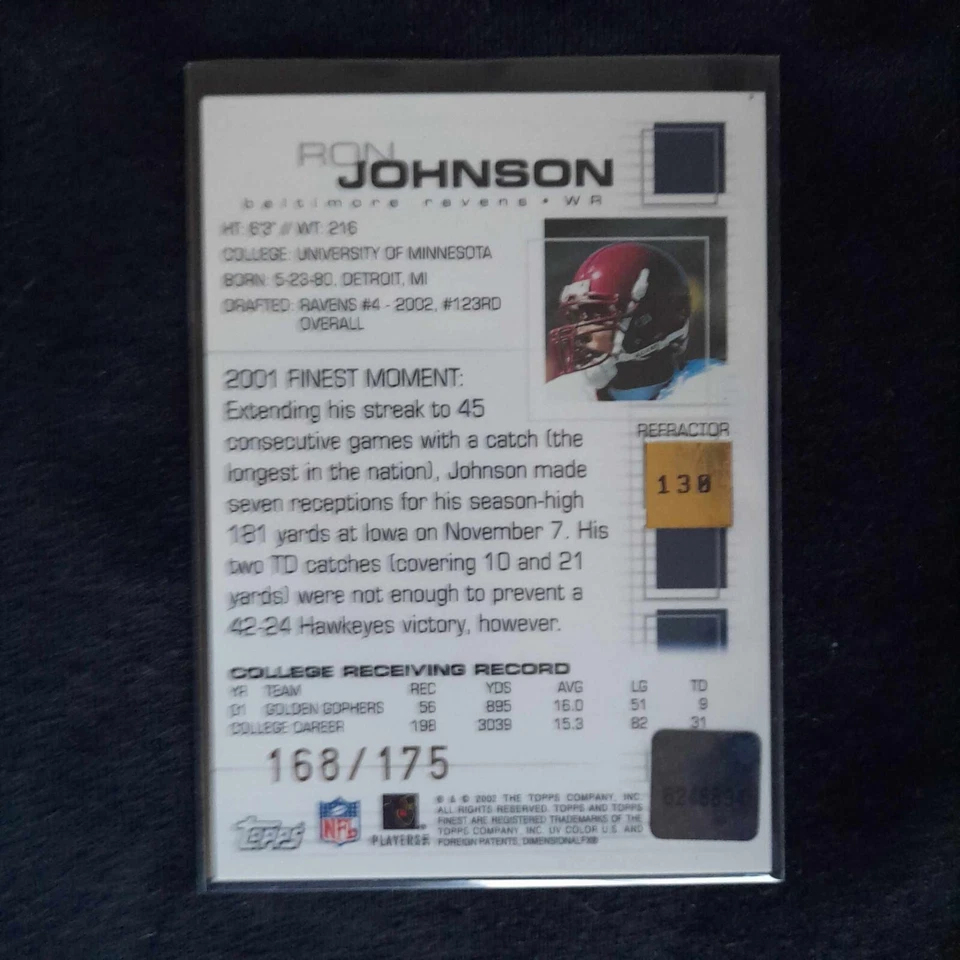 RON
JOHNSON
baltimore ravens • WR
HT: 6'3" // WT: 216
COLLEGE: UNIVERSITY OF MINNESOTA
BORN: 5-23-80, DETROIT, MI
DRAFTED: RAVENS #4 - 2002, #123RD
OVERALL
2001 FINEST MOMENT:
Extending his streak to 45
consecutive games with a catch (the
longest in the nation), Johnson made
seven receptions for his season-high
181 yards at Iowa on November 7. His
two TD catches (covering 10 and 21
yards) were not enough to prevent a
42-24 Hawkeyes victory, however.
REFRACTOR
130
COLLEGE RECEIVING RECORD
YR TEAM REC YDS AVG LG TD
01 GOLDEN GOPHERS 56 895 16.0 51 9
COLLEGE CAREER 198 3039 15.3 82 31
168/175
Topps
NFL
PLAYERS
® & © 2002 THE TOPPS COMPANY, INC.
ALL RIGHTS RESERVED. TOPPS AND TOPPS
FINEST ARE REGISTERED TRADEMARKS OF THE
TOPPS COMPANY, INC. UV COLOR U.S. AND
FOREIGN PATENTS, DIMENSIONAL